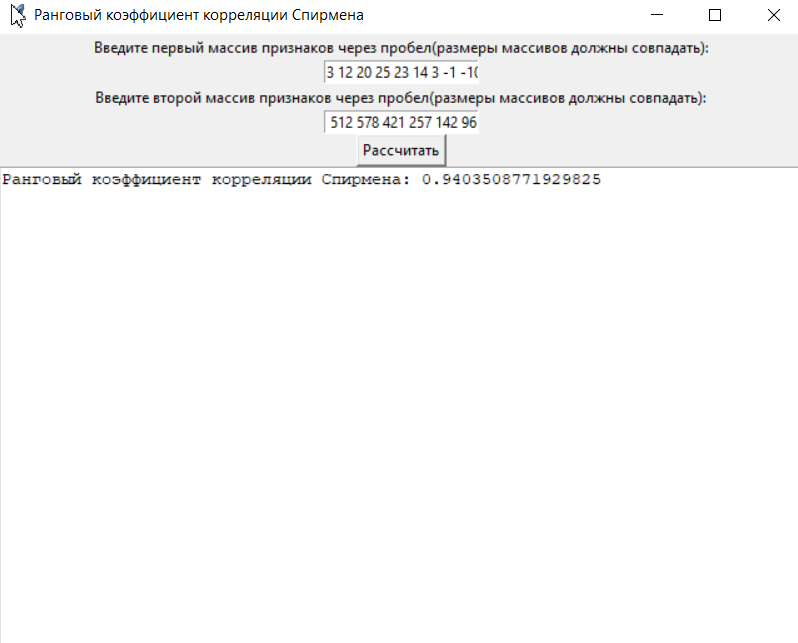 Ранговый коэффициент корреляции Спирмена
Введите первый массив признаков через пробел(размеры массивов должны совпадать):
3 12 20 25 23 14 3 -1 -10
Введите второй массив признаков через пробел(размеры массивов должны совпадать):
512 578 421 257 142 96
Рассчитать
Ранговый коэффициент корреляции Спирмена: 0.9403508771929825